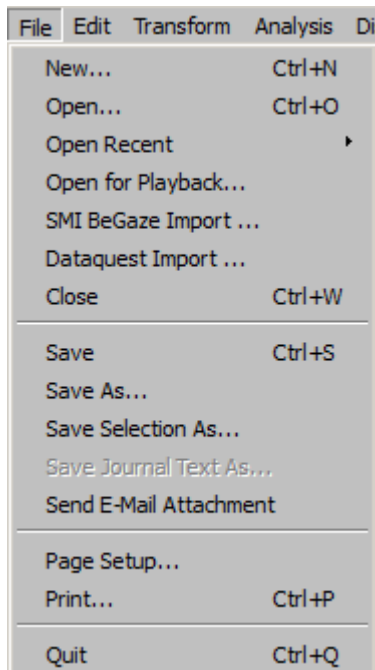 File Edit Transform Analysis Di
New... Ctrl+N
Open... Ctrl+O
Open Recent
Open for Playback...
SMI BeGaze Import ...
Dataquest Import ...
Close Ctrl+W
Save Ctrl+S
Save As...
Save Selection As...
Save Journal Text As...
Send E-Mail Attachment
Page Setup...
Print... Ctrl+P
Quit Ctrl+Q